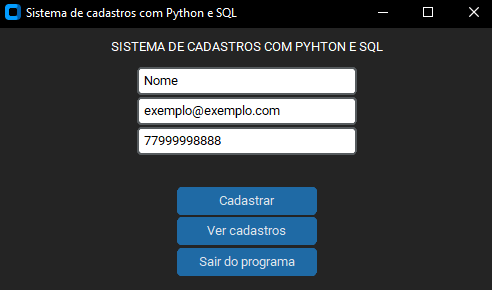 Sistema de cadastros com Python e SQL
SISTEMA DE CADASTROS COM PYHTON E SQL
Nome
exemplo@exemplo.com
77999998888
Cadastrar
Ver cadastros
Sair do programa